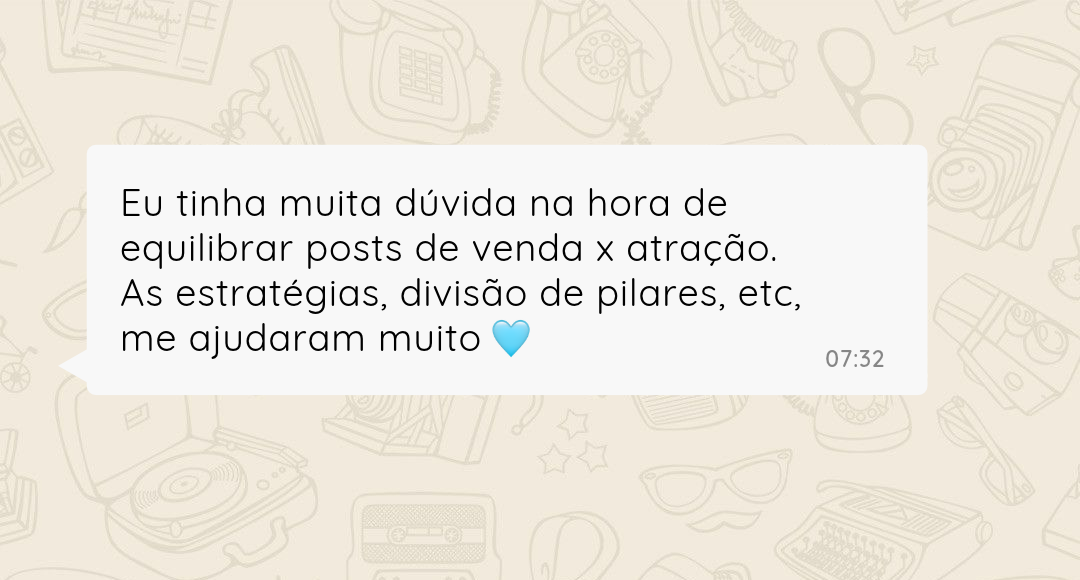 Eu tinha muita dúvida na hora de
equilibrar posts de venda x atração.
As estratégias, divisão de pilares, etc,
me ajudaram muito 🩵
07:32